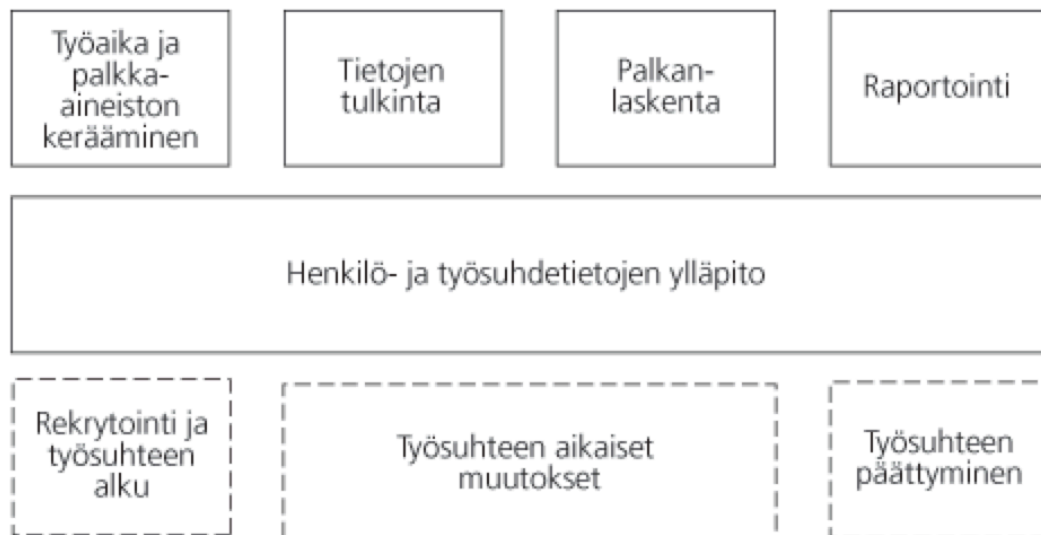 Työaika ja
palkka-
aineiston
kerääminen
Tietojen
tulkinta
Palkan-
laskenta
Raportointi
Henkilö- ja työsuhdetietojen ylläpito
Rekrytointi ja
työsuhteen
alku
Työsuhteen aikaiset
muutokset
Työsuhteen
päättyminen